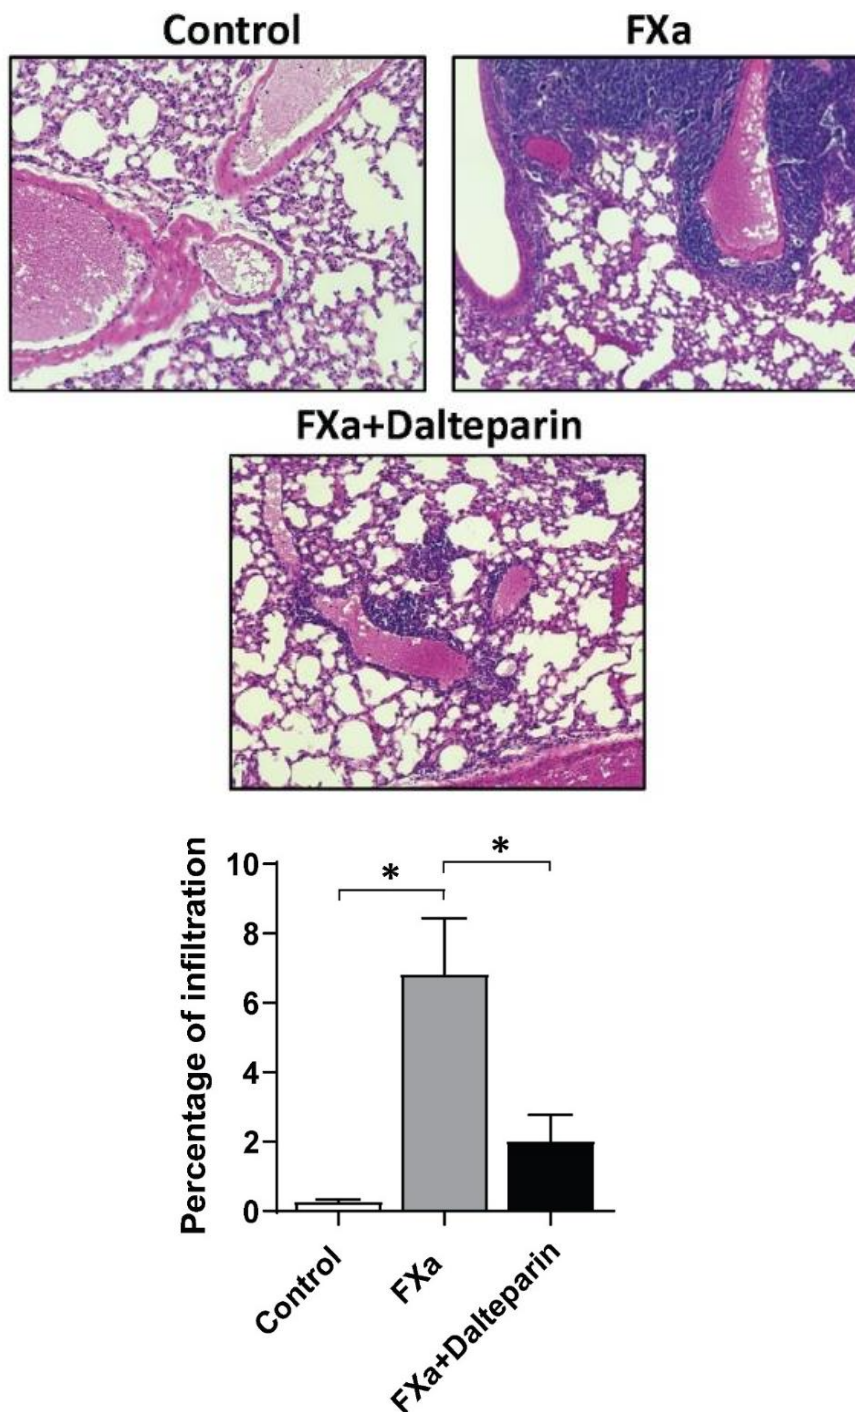 Control
FXa
FXa+Dalteparin
Percentage of infiltration
10
8
6
4
2
0
*
*
Control
FXa
FXa+Dalteparin